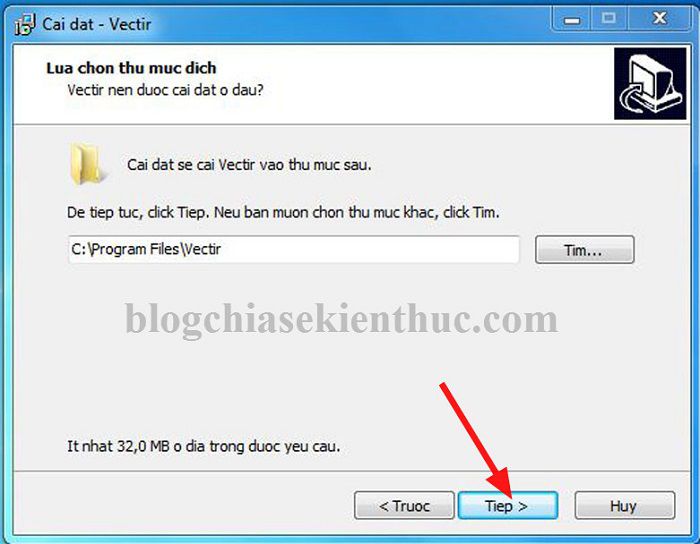 Cai dat - Vectir
Lua chon thu muc dich
Vectir nen duoc cai dat o dau?
Cai dat se cai Vectir vao thu muc sau.
De tiep tuc, click Tiep. Neu ban muon chon thu muc khac, click Tim.
C:\Program Files\Vectir
Tim...
blogchiasekienthuc.com
It nhat 32,0 MB o dia trong duoc yeu cau.
< Truoc
Tiep >
Huy